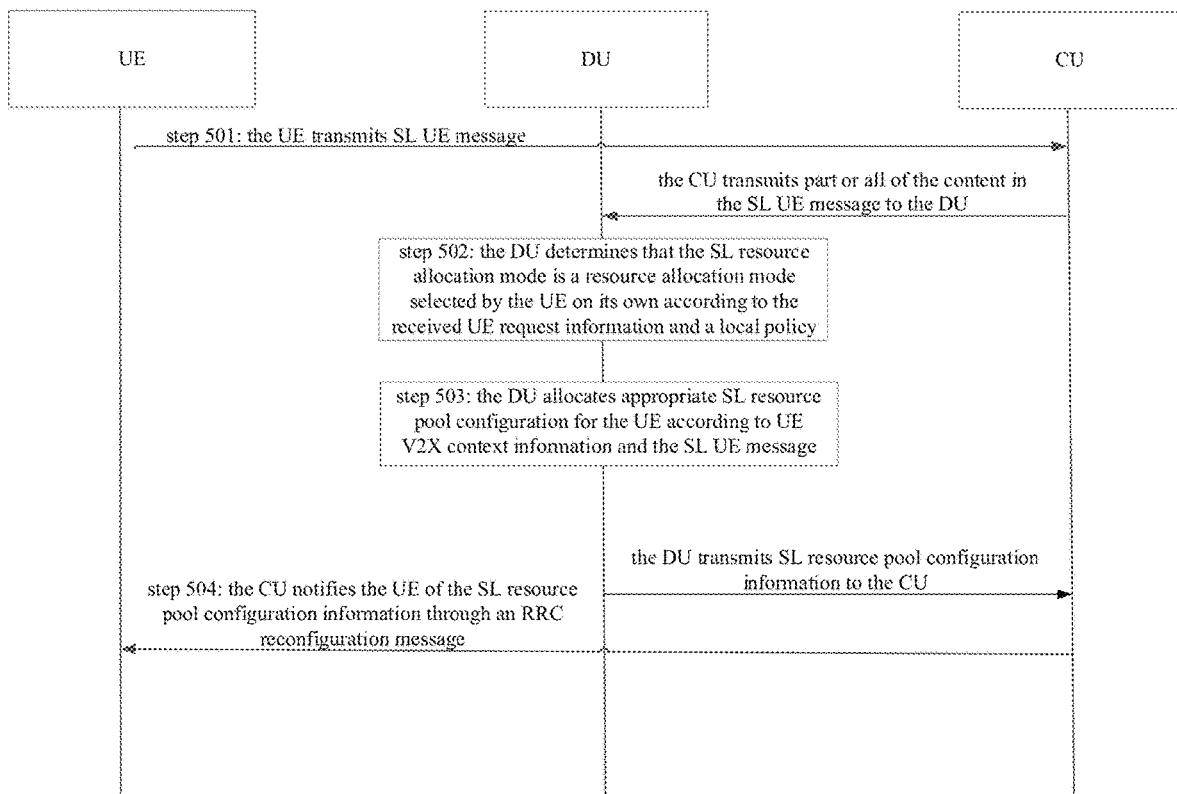 UE
DU
CU
step 501: the UE transmits SL UE message
the CU transmits part or all of the content in
the SL UE message to the DU
step 502: the DU determines that the SL resource
allocation mode is a resource allocation mode
selected by the UE on its own according to the
received UE request information and a local policy
step 503: the DU allocates appropriate SL resource
pool configuration for the UE according to UE
V2X context information and the SL UE message
the DU transmits SL resource pool configuration
information to the CU
step 504: the CU notifies the UE of the SL resource
pool configuration information through an RRC
reconfiguration message